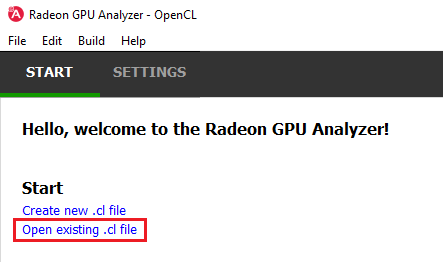 Radeon GPU Analyzer - OpenCL
File Edit Build Help
START SETTINGS
Hello, welcome to the Radeon GPU Analyzer!
Start
Create new .cl file
Open existing .cl file